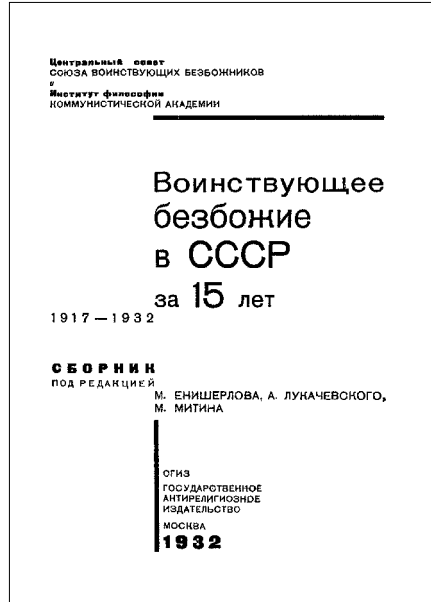 Центральный совет
СОЮЗА ВОИНСТВУЮЩИХ БЕЗБОЖНИКОВ
и
Институт философии
КОММУНИСТИЧЕСКОЙ АКАДЕМИИ
Воинствующее
безбожие
в СССР
за 15 лет
1917—1932
СБОРНИК
ПОД РЕДАКЦИЕЙ
М. ЕНИШЕРЛОВА, А. ЛУКАЧЕВСКОГО,
М. МИТИНА
ОГИЗ
ГОСУДАРСТВЕННОЕ
АНТИРЕЛИГИОЗНОЕ
ИЗДАТЕЛЬСТВО
МОСКВА
1932